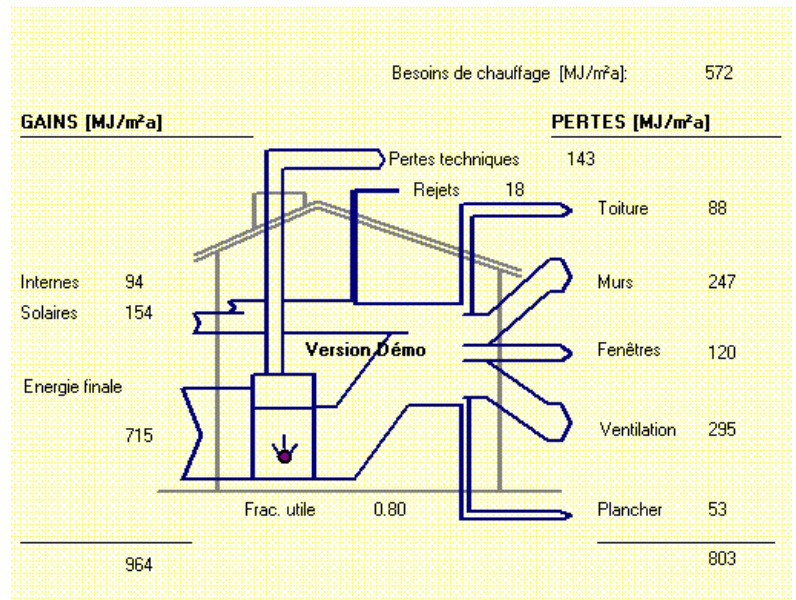 Besoins de chauffage [MJ/m²a]: 572
GAINS [MJ/m²a]
PERTES [MJ/m²a]
Pertes techniques 143
Rejets 18
Toiture 88
Internes 94
Murs 247
Solaires 154
Version Démo
Fenêtres 120
Energie finale
715
Ventilation 295
Frac. utile 0.80
Plancher 53
964
803